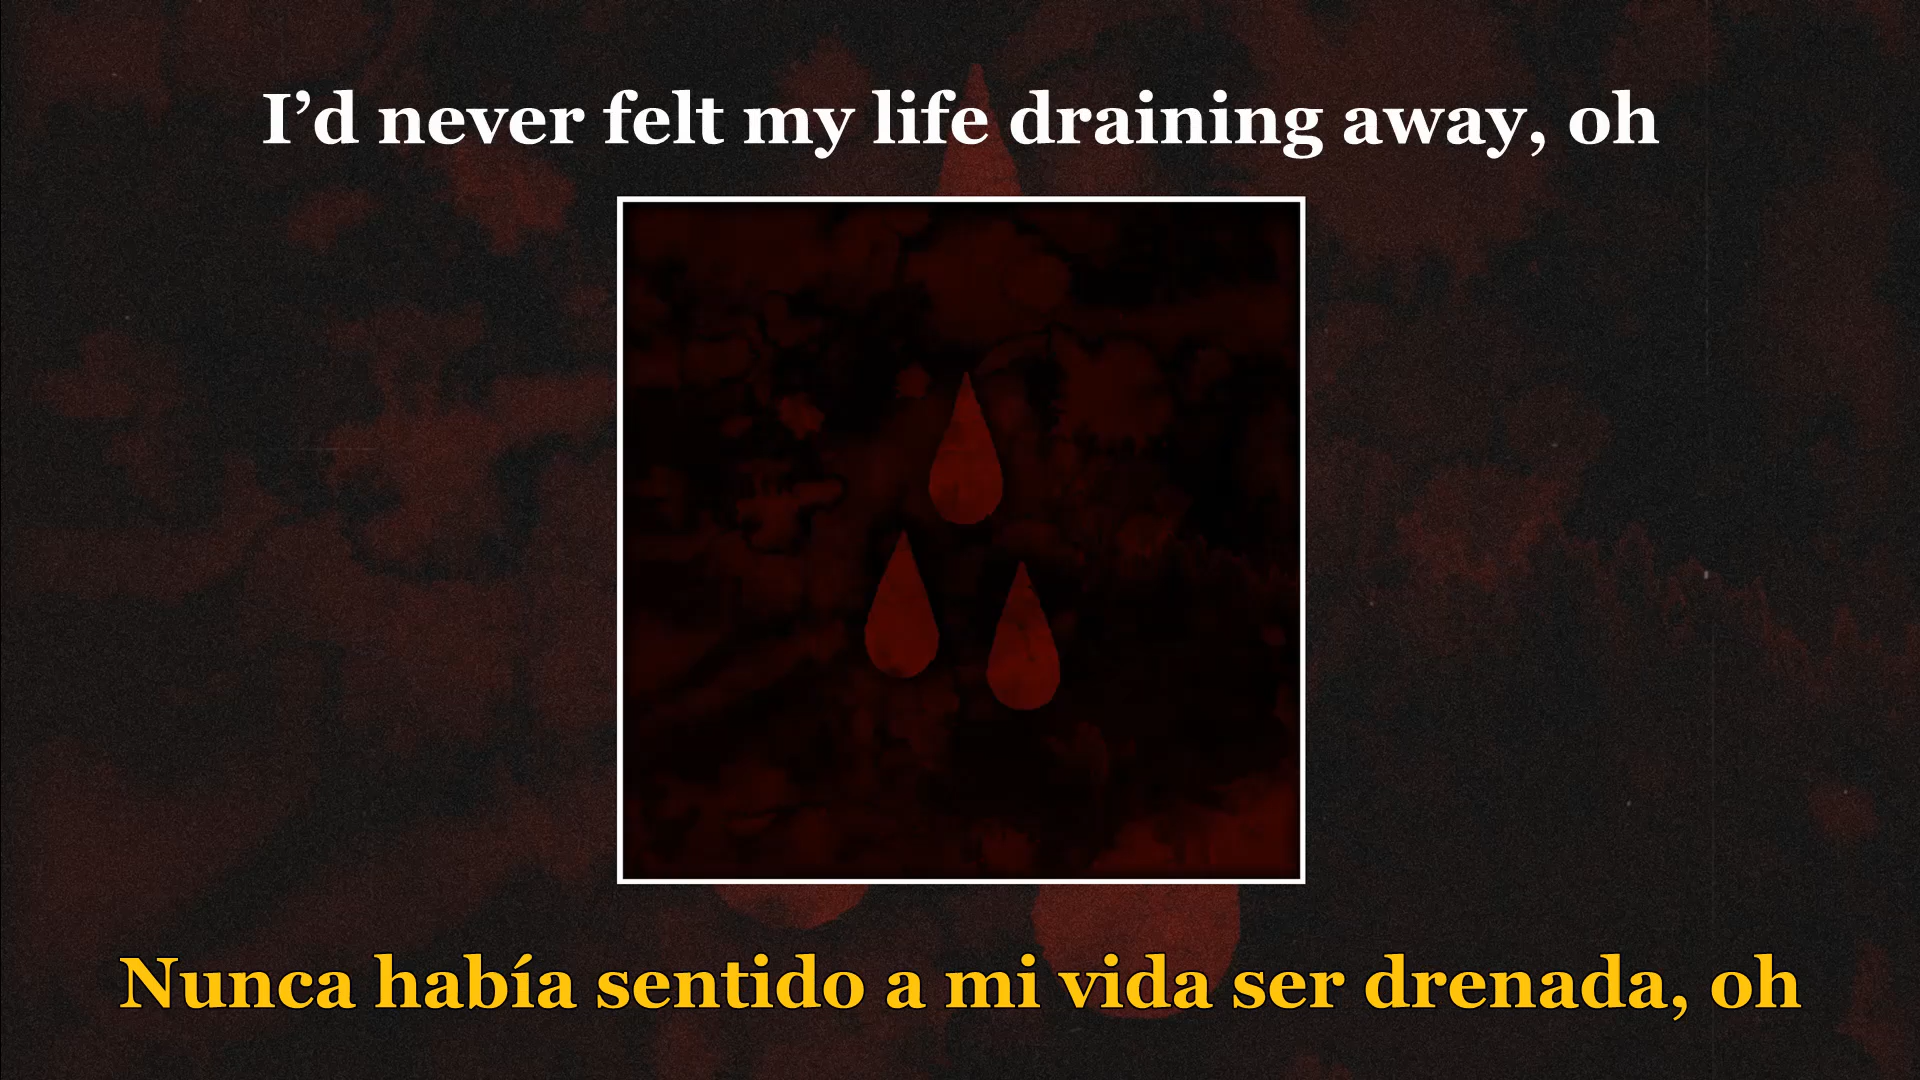 I’d never felt my life draining away, oh
Nunca había sentido a mi vida ser drenada, oh